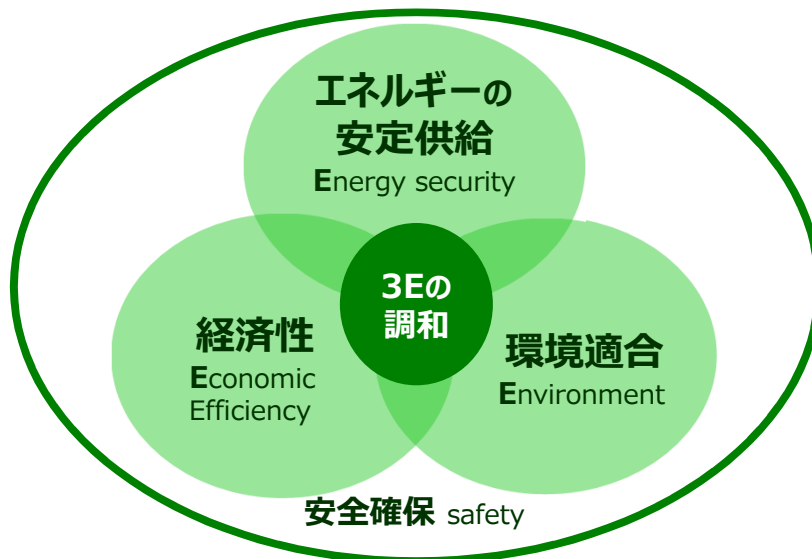 エネルギーの
安定供給
Energy security
3Eの
調和
経済性
Economic
Efficiency
環境適合
Environment
安全確保 safety